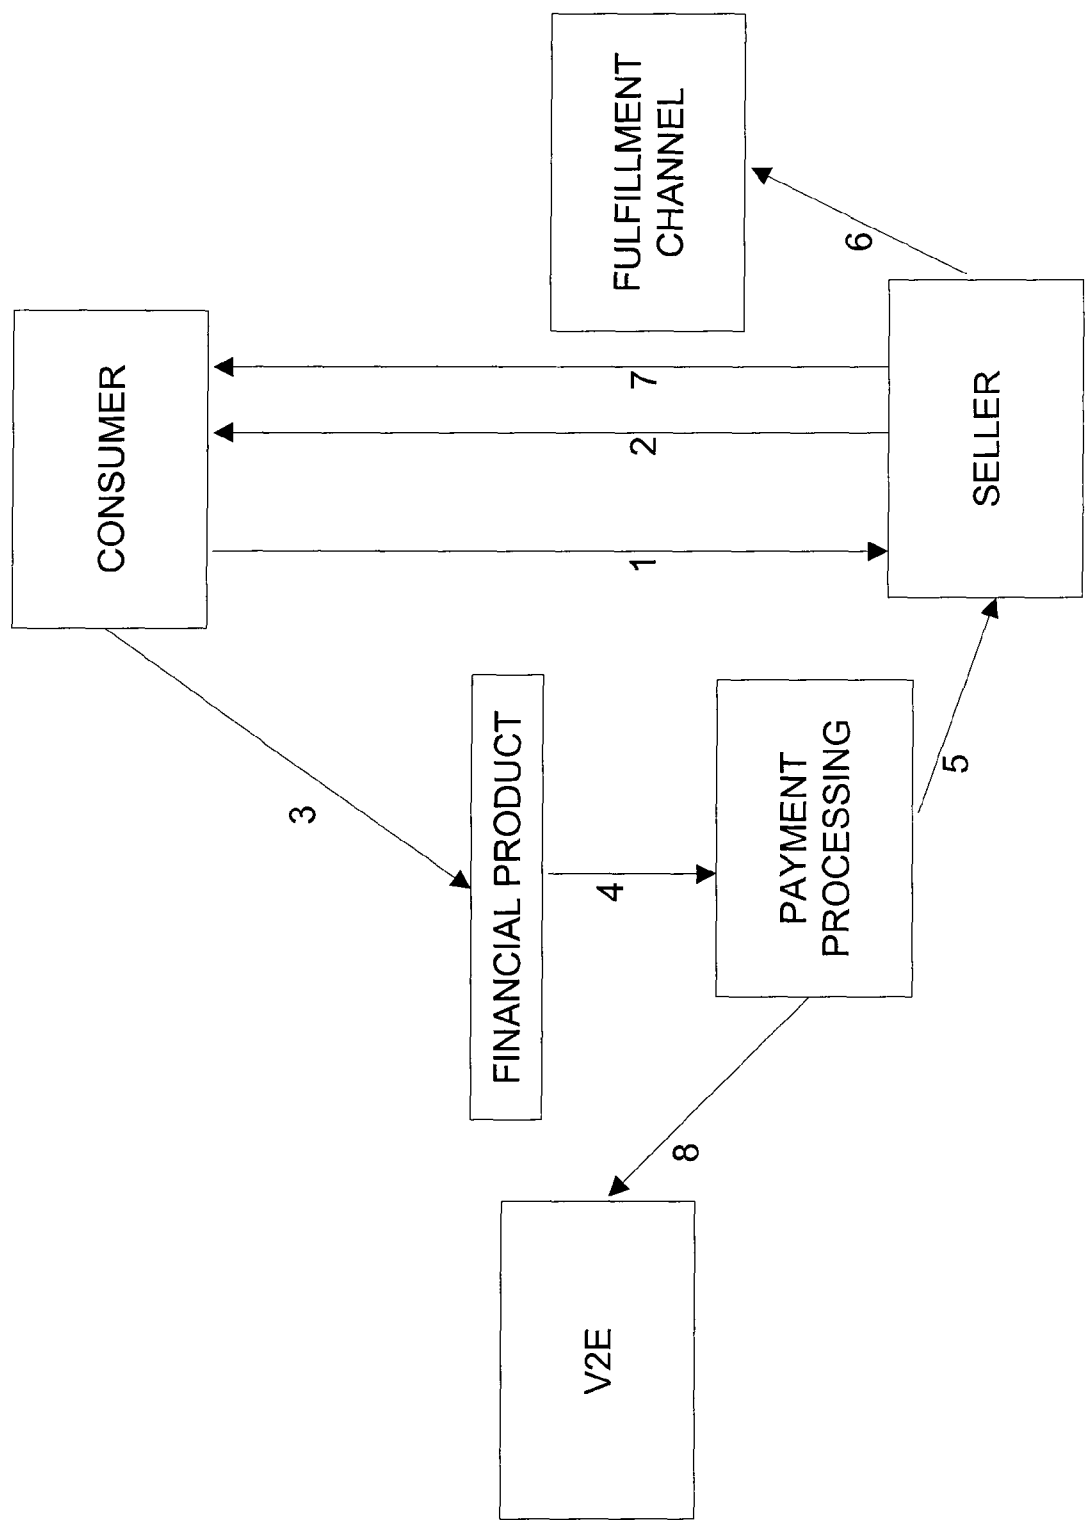 CONSUMER
FULFILLMENT
CHANNEL
SELLER
FINANCIAL PRODUCT
PAYMENT
PROCESSING
V2E
1
2
7
6
3
4
5
8